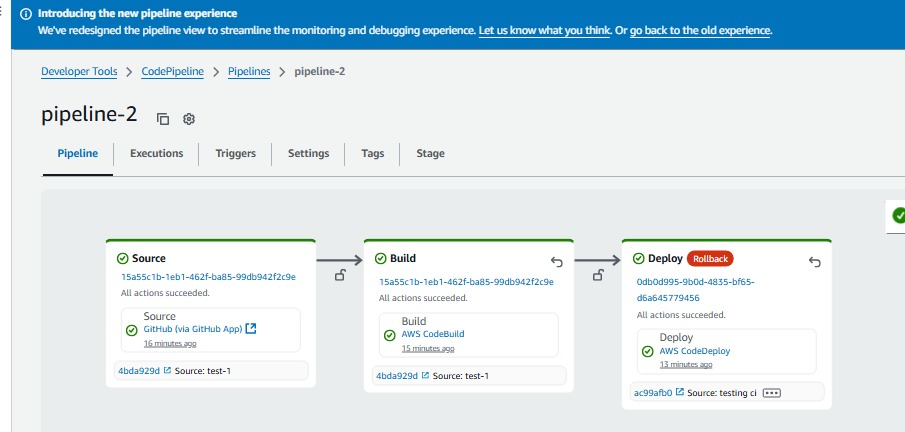 Introducing the new pipeline experience
We've redesigned the pipeline view to streamline the monitoring and debugging experience. Let us know what you think. Or go back to the old experience.
Developer Tools > CodePipeline > Pipelines > pipeline-2
pipeline-2
Pipeline Executions Triggers Settings Tags Stage
Source
15a55c1b-1eb1-462f-ba85-99db942f2c9e
All actions succeeded.
Source
GitHub (via GitHub App)
16 minutes ago
4bda929d Source: test-1
Build
15a55c1b-1eb1-462f-ba85-99db942f2c9e
All actions succeeded.
Build
AWS CodeBuild
15 minutes ago
4bda929d Source: test-1
Deploy Rollback
0db0d995-9b0d-4835-bf65-
d6a645779456
All actions succeeded.
Deploy
AWS CodeDeploy
13 minutes ago
ac99afb0 Source: testing ci